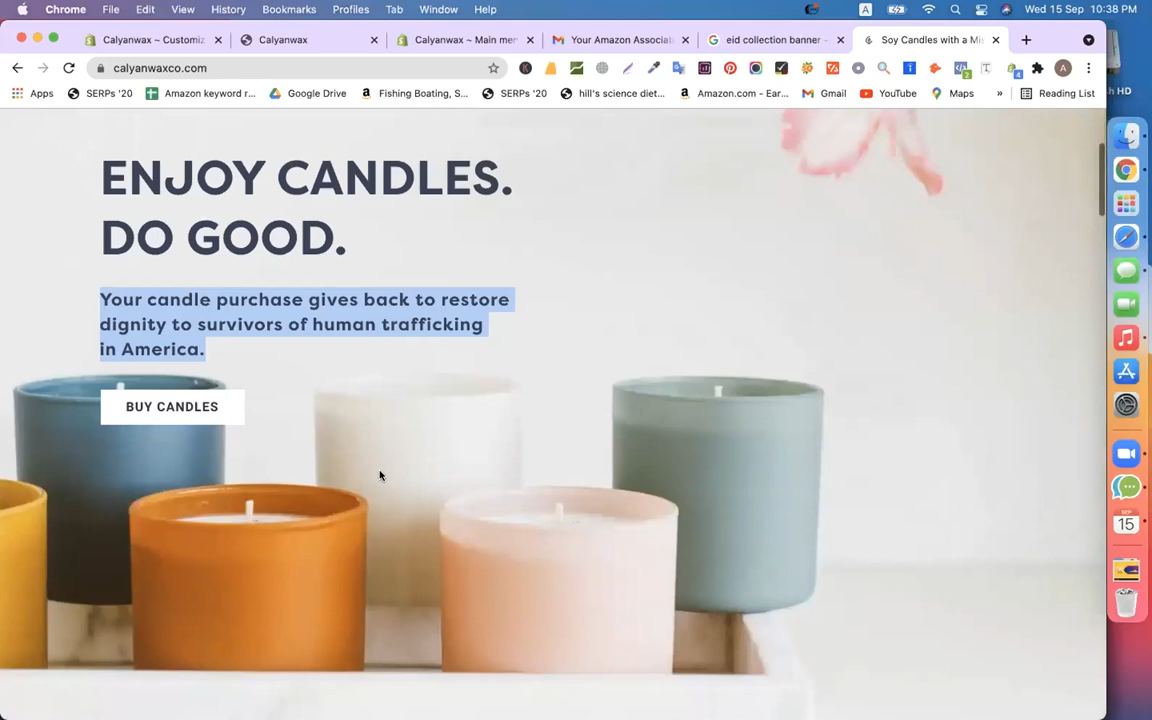 Chrome File Edit View History Bookmarks Profiles Tab Window Help A Wed 15 Sep 10:38 PM
Calyanwax ~ Customiz Calyanwax Calyanwax ~ Main mer Your Amazon Associat eid collection banner - Soy Candles with a Mis
calyanwaxco.com
Apps SERPs '20 Amazon keyword r... Google Drive Fishing Boating, S... SERPs '20 hill's science diet... Amazon.com - Ear... Gmail YouTube Maps » Reading List
ENJOY CANDLES.
DO GOOD.
Your candle purchase gives back to restore
dignity to survivors of human trafficking
in America.
BUY CANDLES